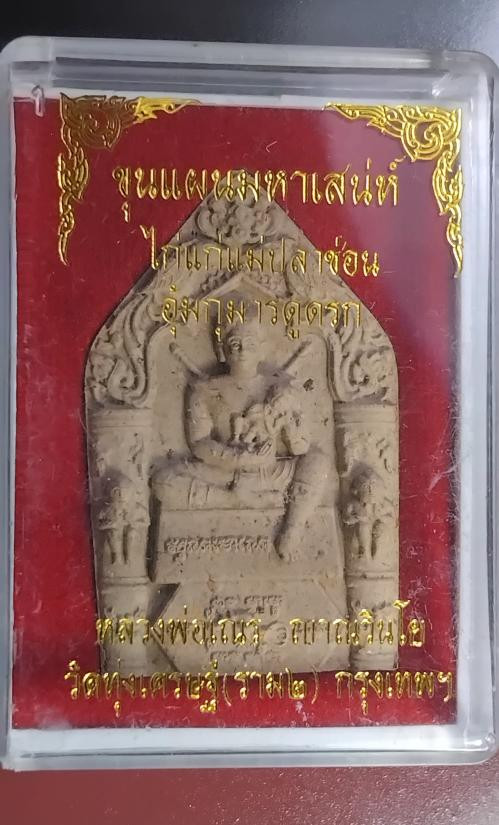 ขุนแผนมหาเสน่ห์
ไก่แก่แม่ปลาช่อน
อุ้มกุมารดูดรก
หลวงพ่อเณร ญาณวินโย
วัดทุ่งเศรษฐี(ราม๒) กรุงเทพฯ